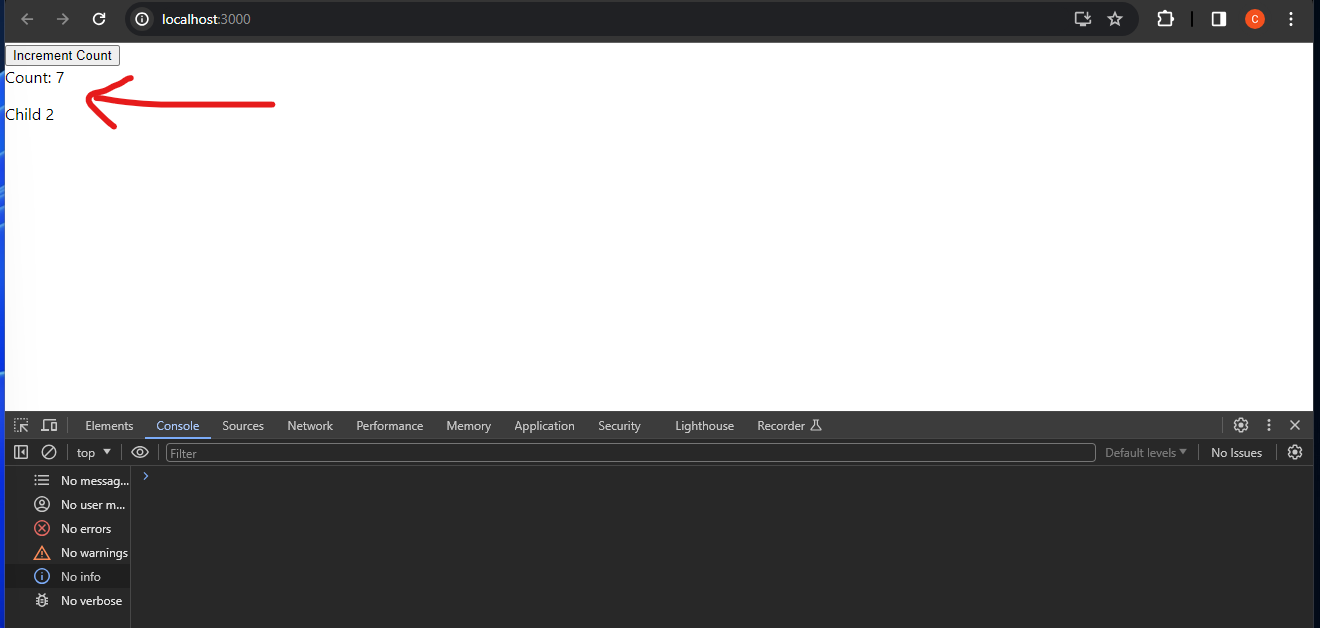 localhost:3000
C
Increment Count
Count: 7
Child 2
Elements Console Sources Network Performance Memory Application Security Lighthouse Recorder
top Filter Default levels No Issues
No messag...
No user m...
No errors
No warnings
No info
No verbose